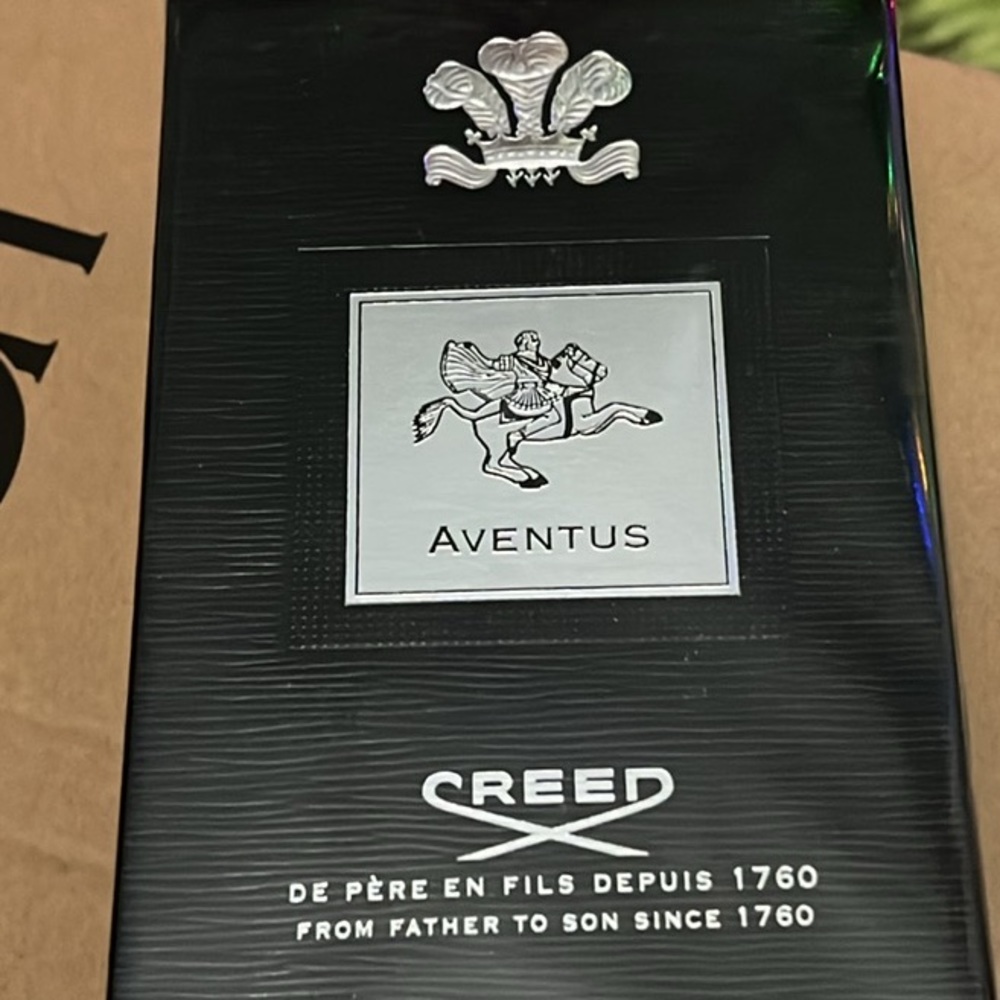 AVENTUS
CREED
DE PÈRE EN FILS DEPUIS 1760
FROM FATHER TO SON SINCE 1760